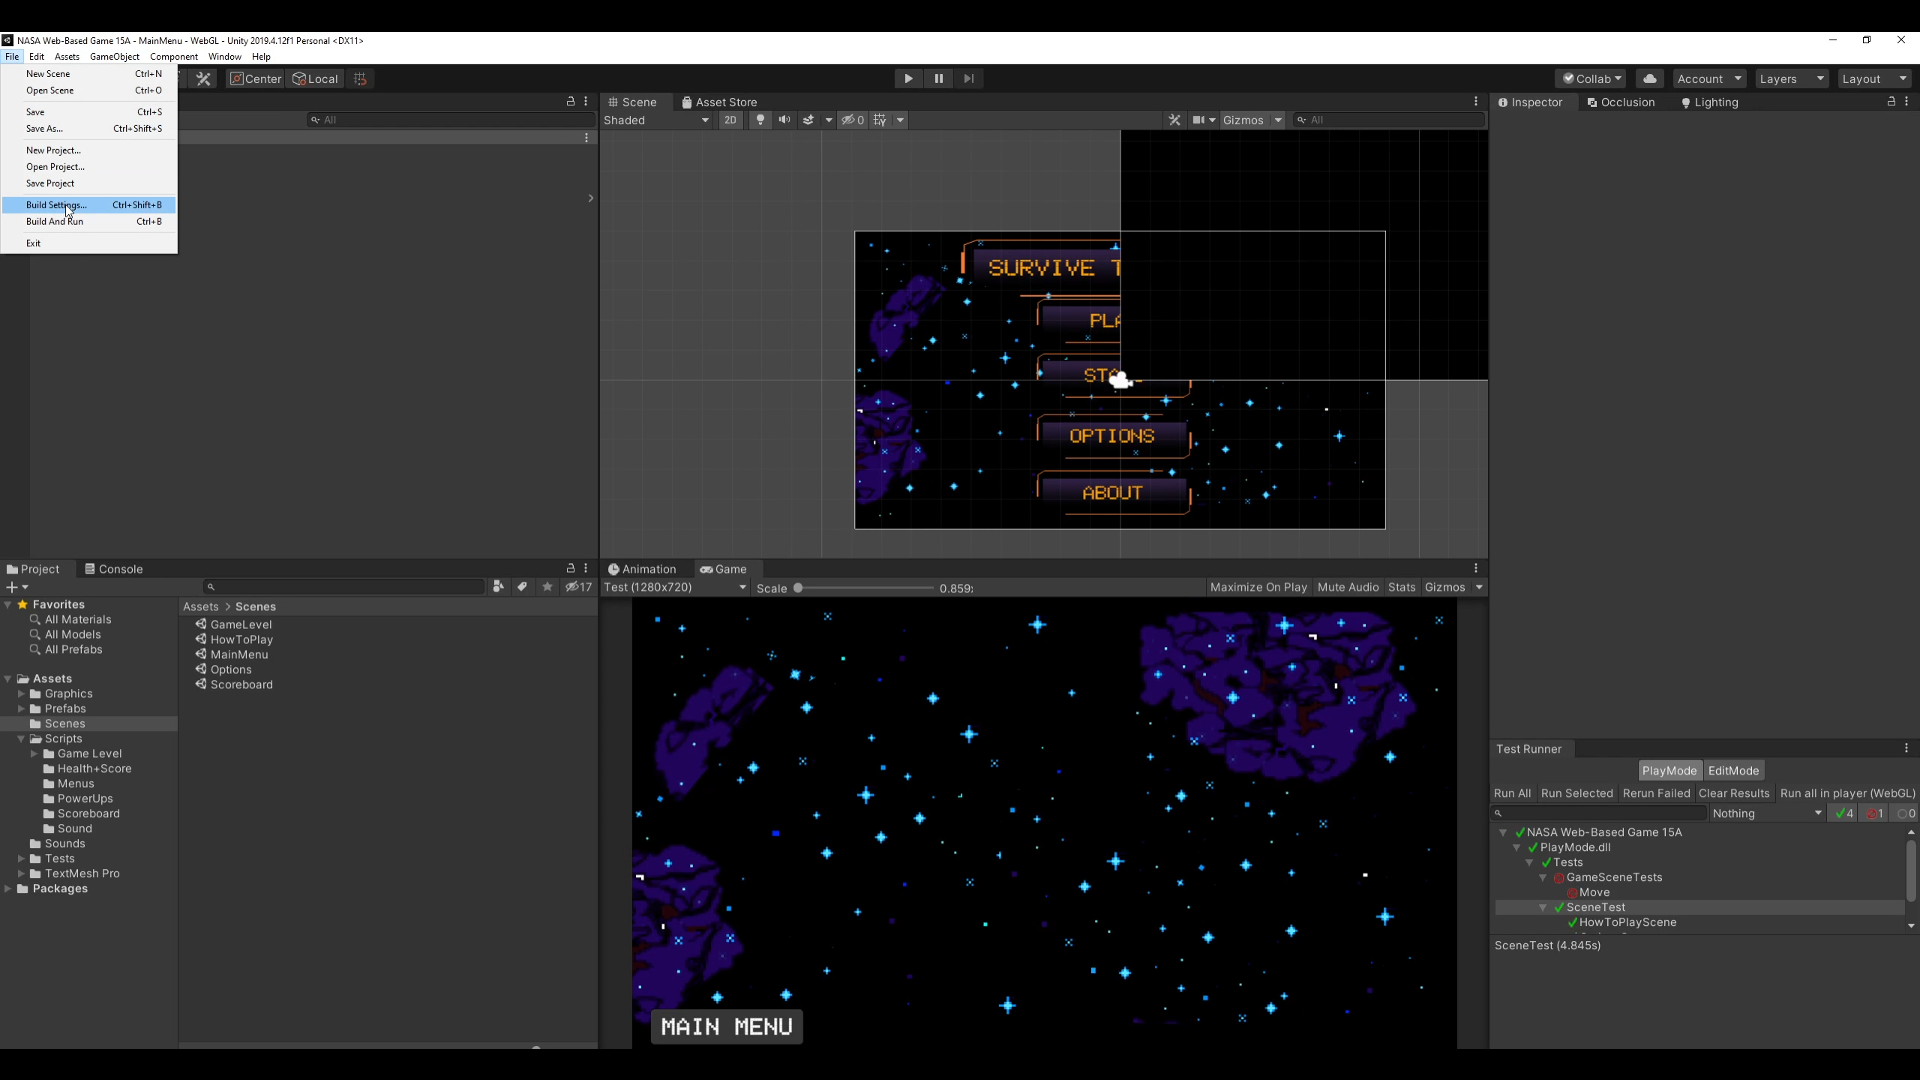 NASA Web-Based Game 15A - MainMenu - WebGL - Unity 2019.4.12f1 Personal <DX11>
File Edit Assets GameObject Component Window Help
New Scene Ctrl+N
Open Scene Ctrl+O
Save Ctrl+S
Save As... Ctrl+Shift+S
New Project...
Open Project...
Save Project
Build Settings... Ctrl+Shift+B
Build And Run Ctrl+B
Exit
Center Local
Collab Account Layers Layout
All
Scene Asset Store
Shaded 2D 0 Gizmos All
SURVIVE T
PLA
STA
OPTIONS
ABOUT
Inspector Occlusion Lighting
Project Console
17
Favorites
All Materials
All Models
All Prefabs
Assets
Graphics
Prefabs
Scenes
Scripts
Game Level
Health+Score
Menus
PowerUps
Scoreboard
Sound
Sounds
Tests
TextMesh Pro
Packages
Assets > Scenes
GameLevel
HowToPlay
MainMenu
Options
Scoreboard
Animation Game
Test (1280x720) Scale 0.859: Maximize On Play Mute Audio Stats Gizmos
MAIN MENU
Test Runner
PlayMode EditMode
Run All Run Selected Rerun Failed Clear Results Run all in player (WebGL)
Nothing 4 1 0
NASA Web-Based Game 15A
PlayMode.dll
Tests
GameSceneTests
Move
SceneTest
HowToPlayScene
SceneTest (4.845s)